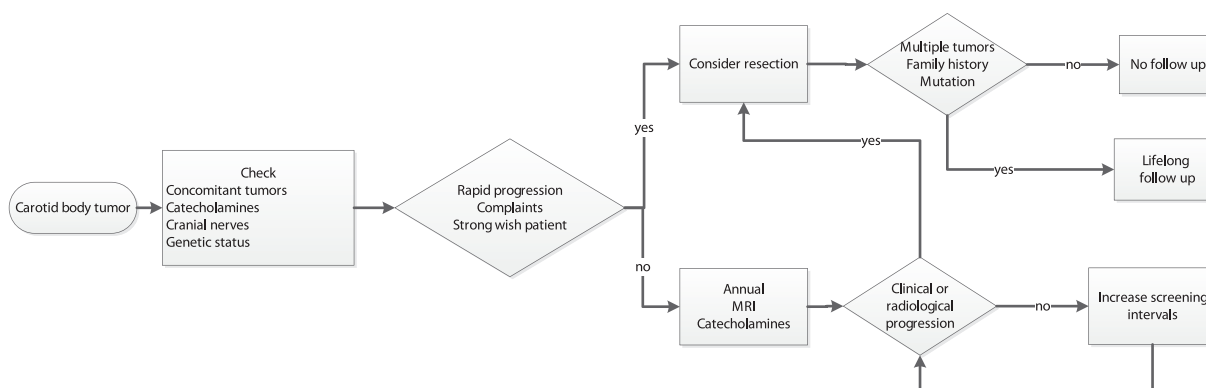 Carotid body tumor
Check
Concomitant tumors
Catecholamines
Cranial nerves
Genetic status
Rapid progression
Complaints
Strong wish patient
yes
no
Consider resection
Multiple tumors
Family history
Mutation
no
No follow up
yes
Lifelong
follow up
yes
Annual
MRI
Catecholamines
Clinical or
radiological
progression
no
Increase screening
intervals